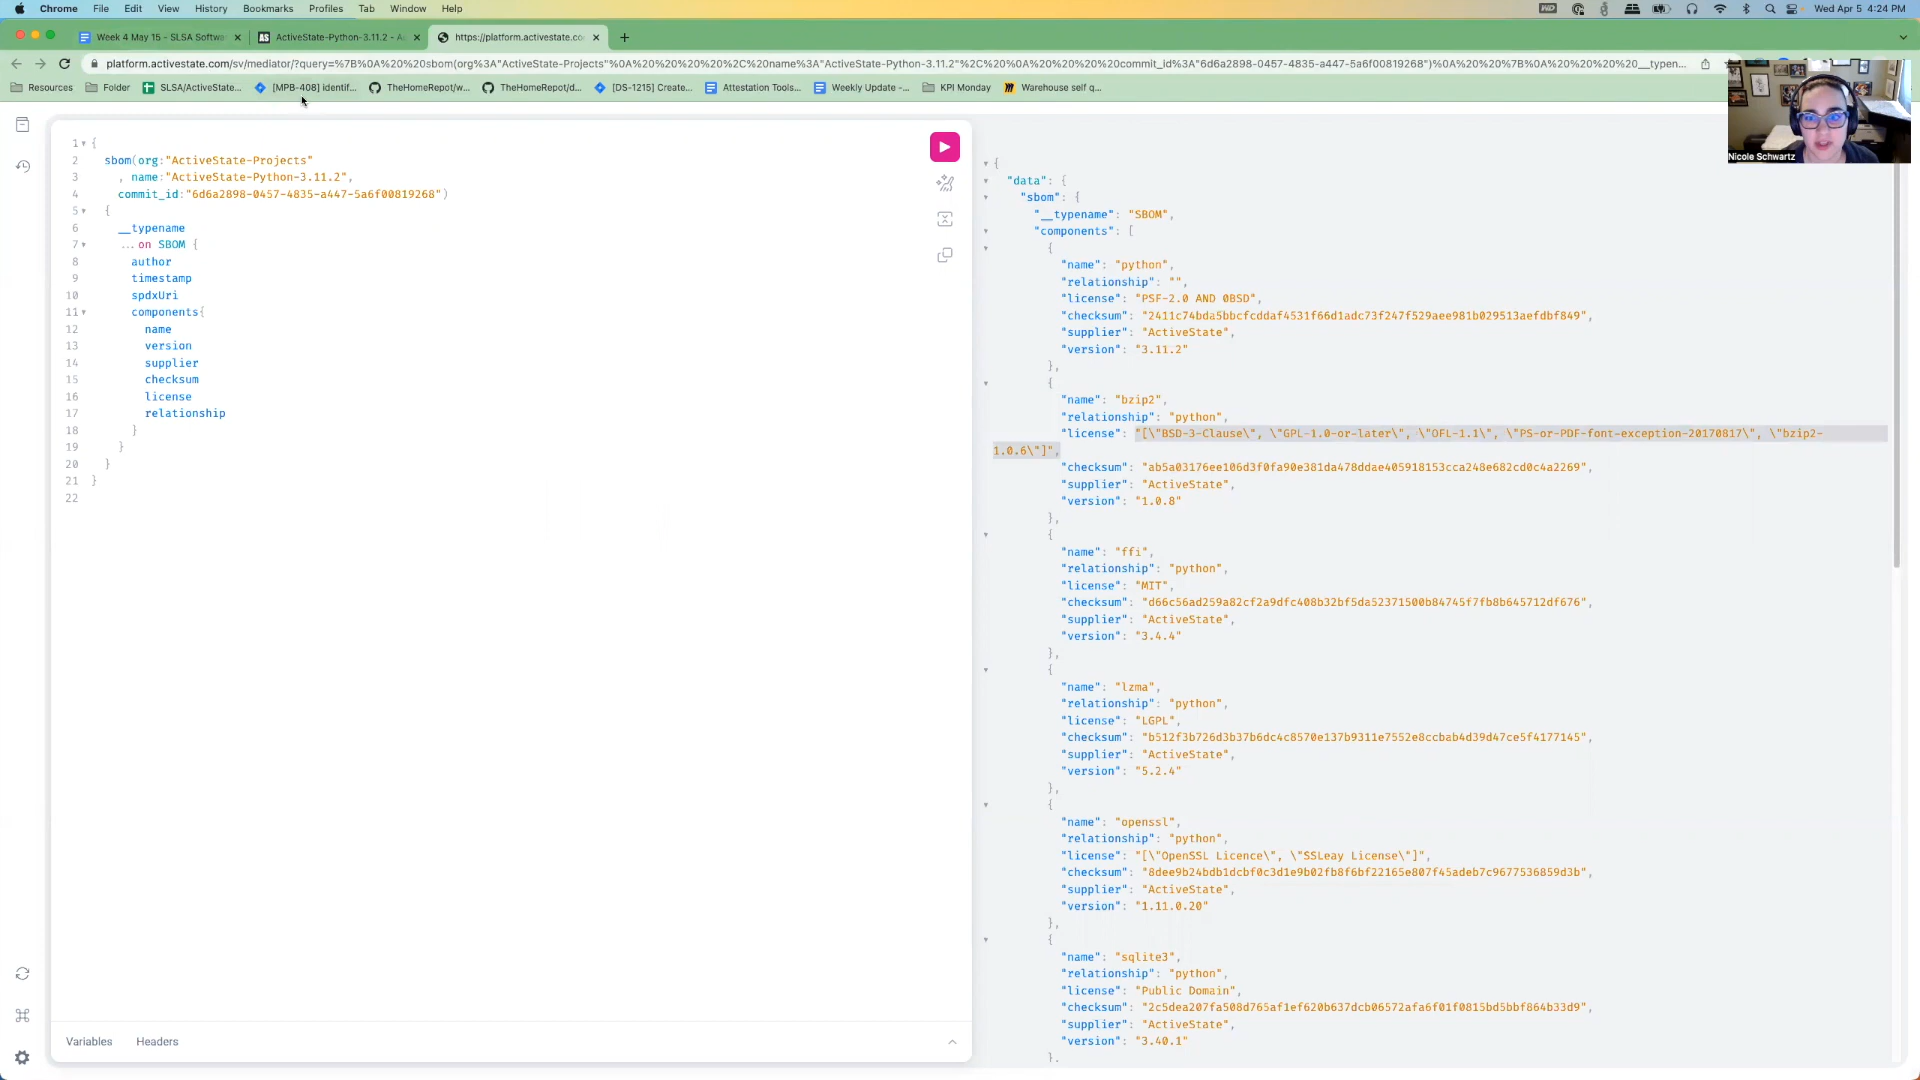 Chrome File Edit View History Bookmarks Profiles Tab Window Help Wed Apr 5 4:24 PM
Week 4 May 15 - SLSA Softwa ActiveState-Python-3.11.2 - A https://platform.activestate.co
platform.activestate.com/sv/mediator/?query=%7B%0A%20%20sbom(org%3A"ActiveState-Projects"%0A%20%20%20%20%2C%20name%3A"ActiveState-Python-3.11.2"%2C%20%0A%20%20%20%20commit_id%3A"6d6a2898-0457-4835-a447-5a6f00819268")%0A%20%20%7B%0A%20%20%20%20__typen...
Resources Folder SLSA/ActiveState... [MPB-408] Identif... TheHomeRepot/w... TheHomeRepot/d... [DS-1215] Create... Attestation Tools... Weekly Update -... KPI Monday Warehouse self q...
Nicole Schwartz
1 {
2 sbom(org:"ActiveState-Projects"
3 , name:"ActiveState-Python-3.11.2",
4 commit_id:"6d6a2898-0457-4835-a447-5a6f00819268")
5 {
6 __typename
7 ...on SBOM {
8 author
9 timestamp
10 spdxUri
11 components{
12 name
13 version
14 supplier
15 checksum
16 license
17 relationship
18 }
19 }
20 }
21 }
22
Variables Headers
{
"data": {
"sbom": {
"__typename": "SBOM",
"components": [
{
"name": "python",
"relationship": "",
"license": "PSF-2.0 AND 0BSD",
"checksum": "2411c74bda5bbcfcddaf4531f66d1adc73f247f529aee981b029513aefdbf849",
"supplier": "ActiveState",
"version": "3.11.2"
},
{
"name": "bzip2",
"relationship": "python",
"license": "[\"BSD-3-Clause\", \"GPL-1.0-or-later\", \"OFL-1.1\", \"PS-or-PDF-font-exception-20170817\", \"bzip2-
1.0.6\"]",
"checksum": "ab5a03176ee106d3f0fa90e381da478ddae405918153cca248e682cd0c4a2269",
"supplier": "ActiveState",
"version": "1.0.8"
},
{
"name": "ffi",
"relationship": "python",
"license": "MIT",
"checksum": "d66c56ad259a82cf2a9dfc408b32bf5da52371500b84745f7fb8b645712df676",
"supplier": "ActiveState",
"version": "3.4.4"
},
{
"name": "lzma",
"relationship": "python",
"license": "LGPL",
"checksum": "b512f3b726d3b37b6dc4c8570e137b9311e7552e8ccbab4d39d47ce5f4177145",
"supplier": "ActiveState",
"version": "5.2.4"
},
{
"name": "openssl",
"relationship": "python",
"license": "[\"OpenSSL Licence\", \"SSLeay License\"]",
"checksum": "8dee9b24bdb1dcbf0c3d1e9b02fb8f6bf22165e807f45adeb7c9677536859d3b",
"supplier": "ActiveState",
"version": "1.11.0.20"
},
{
"name": "sqlite3",
"relationship": "python",
"license": "Public Domain",
"checksum": "2c5dea207fa508d765af1ef620b637dcb06572afa6f01f0815bd5bbf864b33d9",
"supplier": "ActiveState",
"version": "3.40.1"
},